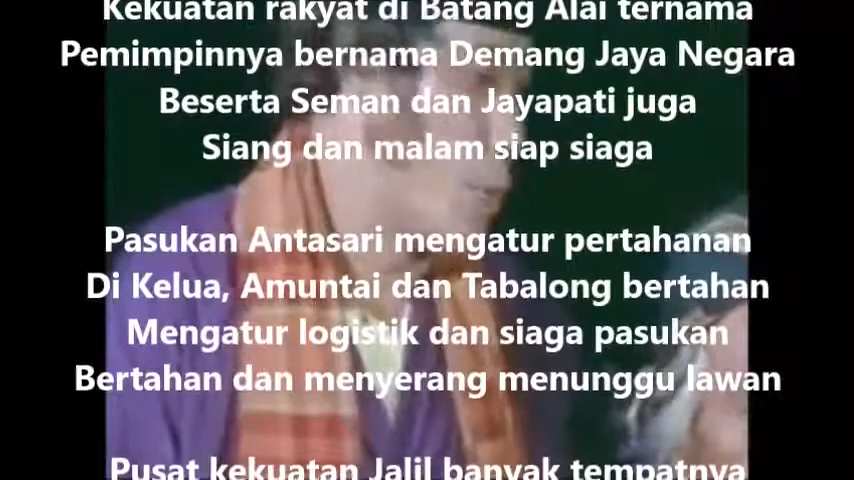 Kekuatan rakyat di Batang Alai ternama
Pemimpinnya bernama Demang Jaya Negara
Beserta Seman dan Jayapati juga
Siang dan malam siap siaga
Pasukan Antasari mengatur pertahanan
Di Kelua, Amuntai dan Tabalong bertahan
Mengatur logistik dan siaga pasukan
Bertahan dan menyerang menunggu lawan
Pusat kekuatan Jalil banyak tempatnya